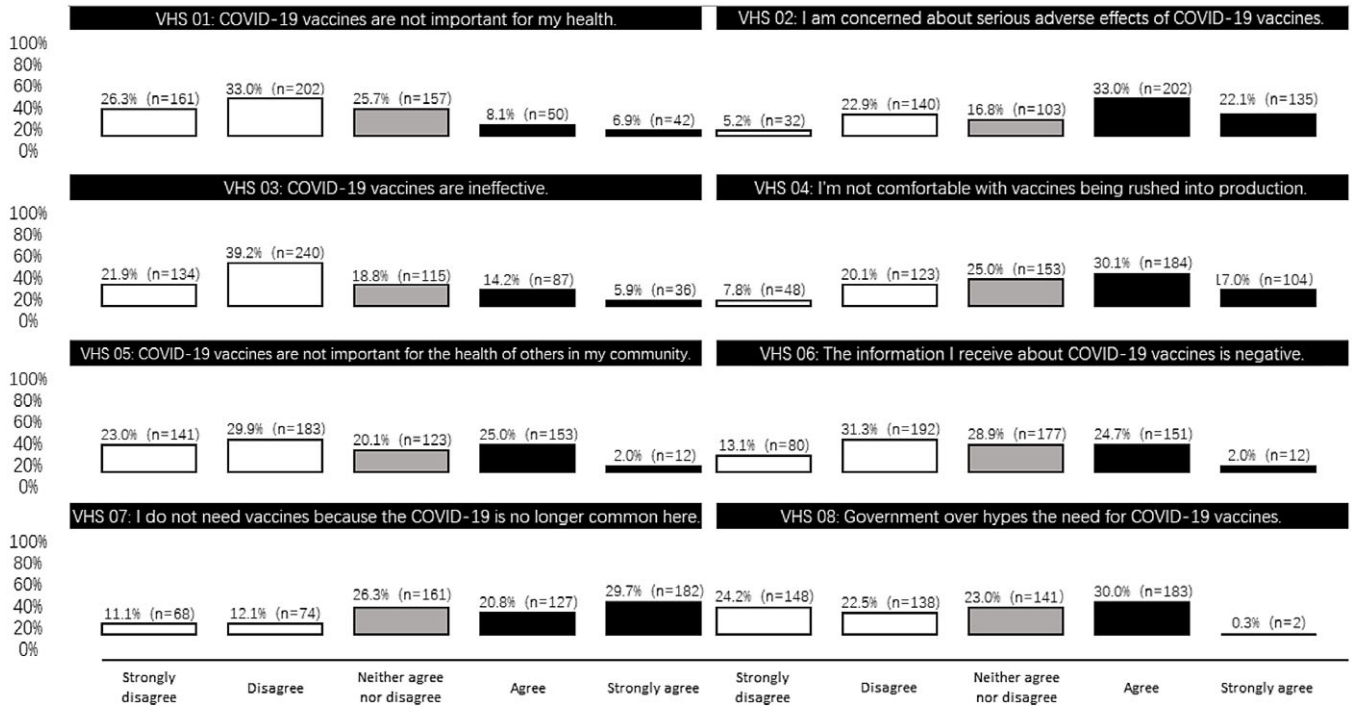 VHS 01: COVID-19 vaccines are not important for my health.
VHS 02: I am concerned about serious adverse effects of COVID-19 vaccines.
100%
80%
60%
40%
20%
0%
26.3% (n=161)
33.0% (n=202)
25.7% (n=157)
8.1% (n=50)
6.9% (n=42)
5.2% (n=32)
22.9% (n=140)
16.8% (n=103)
33.0% (n=202)
22.1% (n=135)
VHS 03: COVID-19 vaccines are ineffective.
VHS 04: I'm not comfortable with vaccines being rushed into production.
100%
80%
60%
40%
20%
0%
21.9% (n=134)
39.2% (n=240)
18.8% (n=115)
14.2% (n=87)
5.9% (n=36)
7.8% (n=48)
20.1% (n=123)
25.0% (n=153)
30.1% (n=184)
17.0% (n=104)
VHS 05: COVID-19 vaccines are not important for the health of others in my community.
VHS 06: The information I receive about COVID-19 vaccines is negative.
100%
80%
60%
40%
20%
0%
23.0% (n=141)
29.9% (n=183)
20.1% (n=123)
25.0% (n=153)
2.0% (n=12)
13.1% (n=80)
31.3% (n=192)
28.9% (n=177)
24.7% (n=151)
2.0% (n=12)
VHS 07: I do not need vaccines because the COVID-19 is no longer common here.
VHS 08: Government over hypes the need for COVID-19 vaccines.
100%
80%
60%
40%
20%
0%
11.1% (n=68)
12.1% (n=74)
26.3% (n=161)
20.8% (n=127)
29.7% (n=182)
24.2% (n=148)
22.5% (n=138)
23.0% (n=141)
30.0% (n=183)
0.3% (n=2)
Strongly
disagree
Disagree
Neither agree
nor disagree
Agree
Strongly agree
Strongly
disagree
Disagree
Neither agree
nor disagree
Agree
Strongly agree